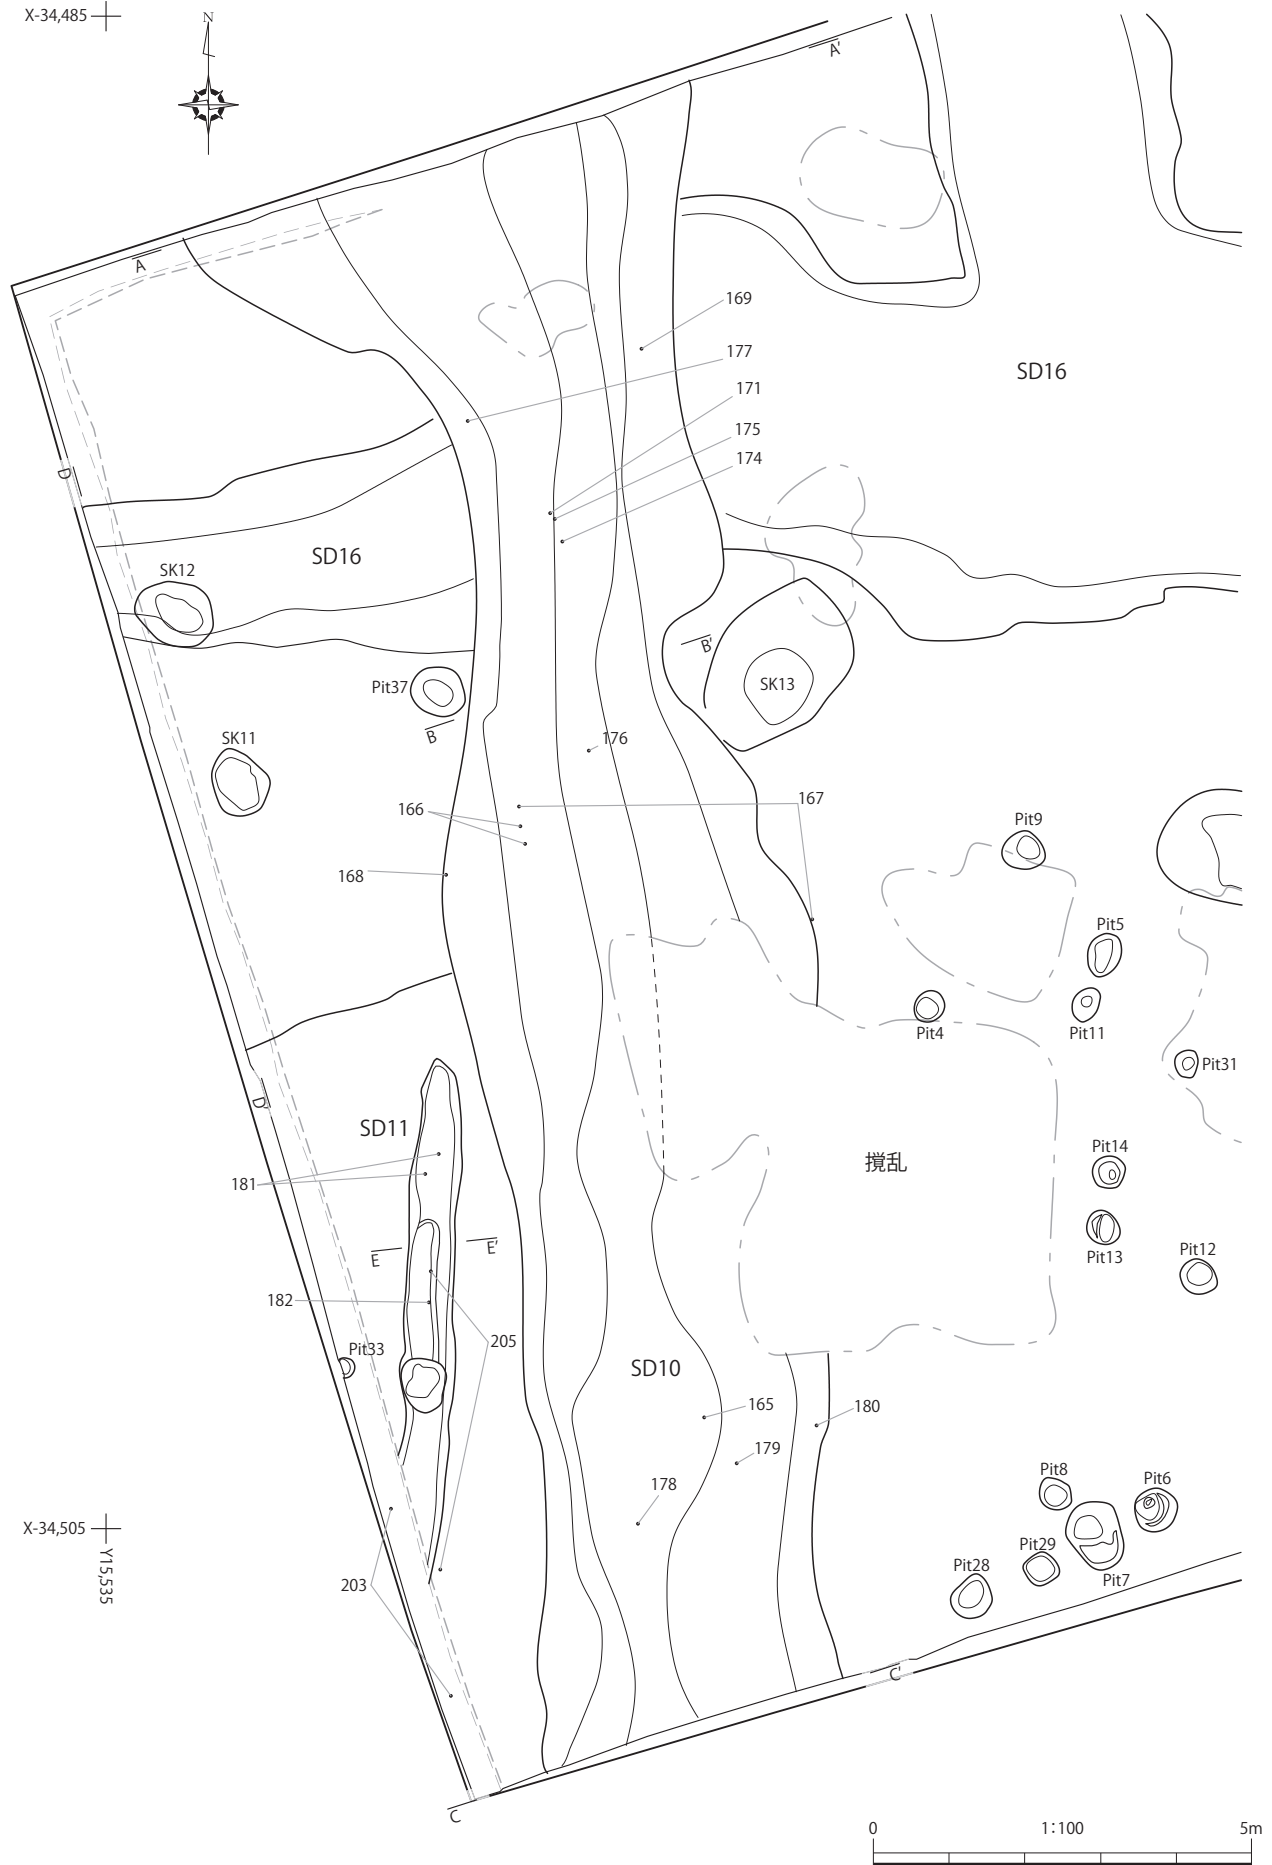 X-34,485
N
A'
A
169
177
SD16
171
175
174
D
SD16
SK12
B'
SK13
Pit37
B
SK11
176
166
167
Pit9
168
Pit5
Pit4
Pit11
Pit31
D'
SD11
Pit14
撹乱
181
E
E'
Pit13
Pit12
182
Pit33
205
SD10
165
180
179
Pit8
Pit6
178
X-34,505
Y15,535
Pit29
Pit28
Pit7
203
C'
C
0
1:100
5m